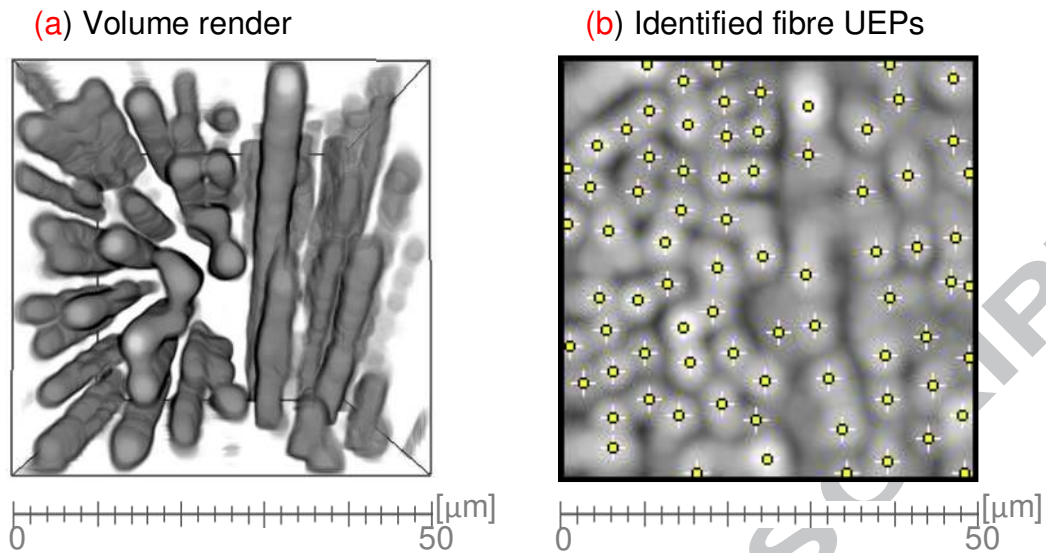 (a) Volume render
(b) Identified fibre UEPs
[μm]
0
50
[μm]
0
50